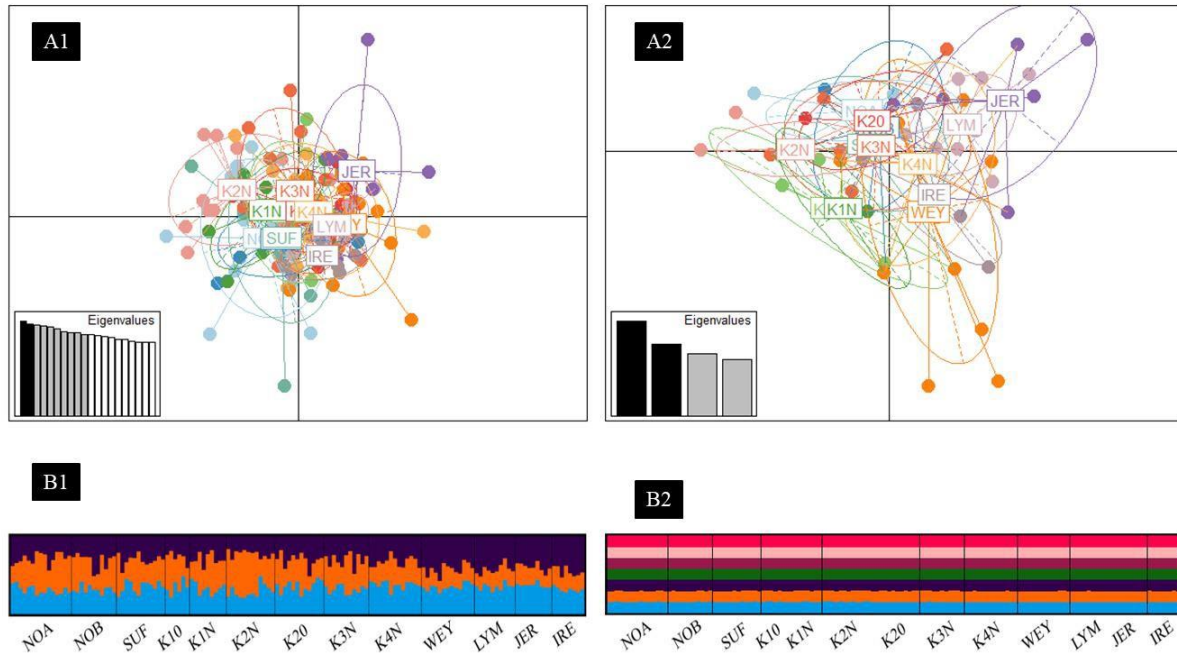 A1
A2
JER
K2N
K3N
K1N
K4N
LYM
SUF
IRE
Eigenvalues
JER
LYM
K20
K2N
K3N
K4N
IRE
K1N
WEY
Eigenvalues
B1
B2
NOA NOB SUF K10 K1N K2N K20 K3N K4N WEY LYM JER IRE
NOA NOB SUF K10 K1N K2N K20 K3N K4N WEY LYM JER IRE